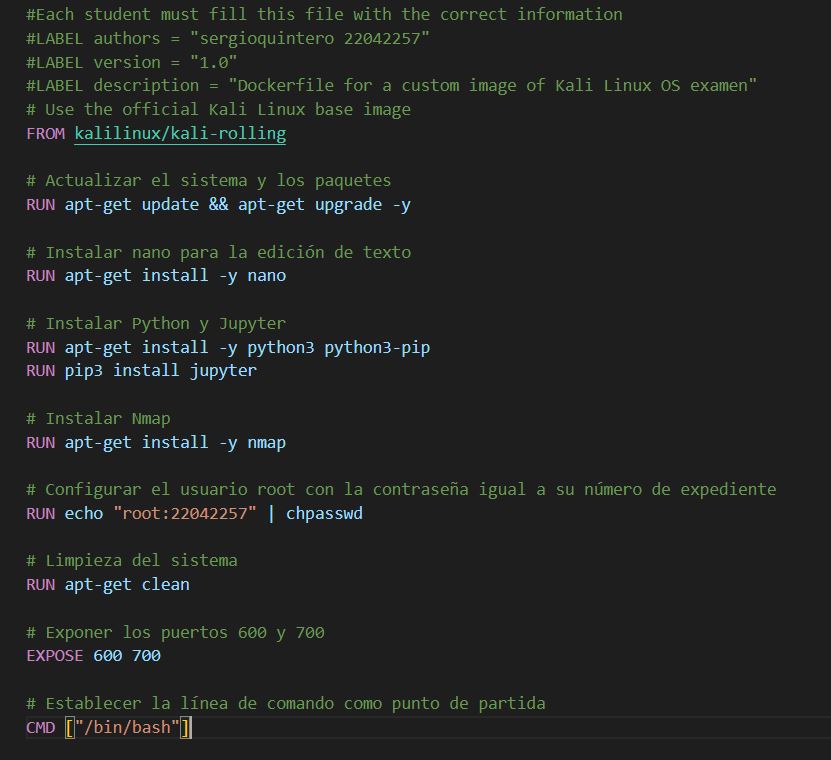 #Each student must fill this file with the correct information
#LABEL authors = "sergioquintero 22042257"
#LABEL version = "1.0"
#LABEL description = "Dockerfile for a custom image of Kali Linux OS examen"
# Use the official Kali Linux base image
FROM kalilinux/kali-rolling
# Actualizar el sistema y los paquetes
RUN apt-get update && apt-get upgrade -y
# Instalar nano para la edición de texto
RUN apt-get install -y nano
# Instalar Python y Jupyter
RUN apt-get install -y python3 python3-pip
RUN pip3 install jupyter
# Instalar Nmap
RUN apt-get install -y nmap
# Configurar el usuario root con la contraseña igual a su número de expediente
RUN echo "root:22042257" | chpasswd
# Limpieza del sistema
RUN apt-get clean
# Exponer los puertos 600 y 700
EXPOSE 600 700
# Establecer la línea de comando como punto de partida
CMD ["/bin/bash"]